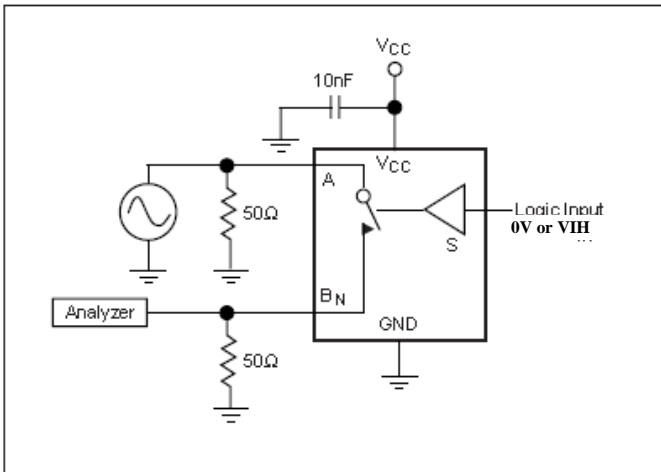 VCC
10nF
VCC
A
50Ω
Logic Input
0V or VIH
S
Analyzer
BN
GND
50Ω